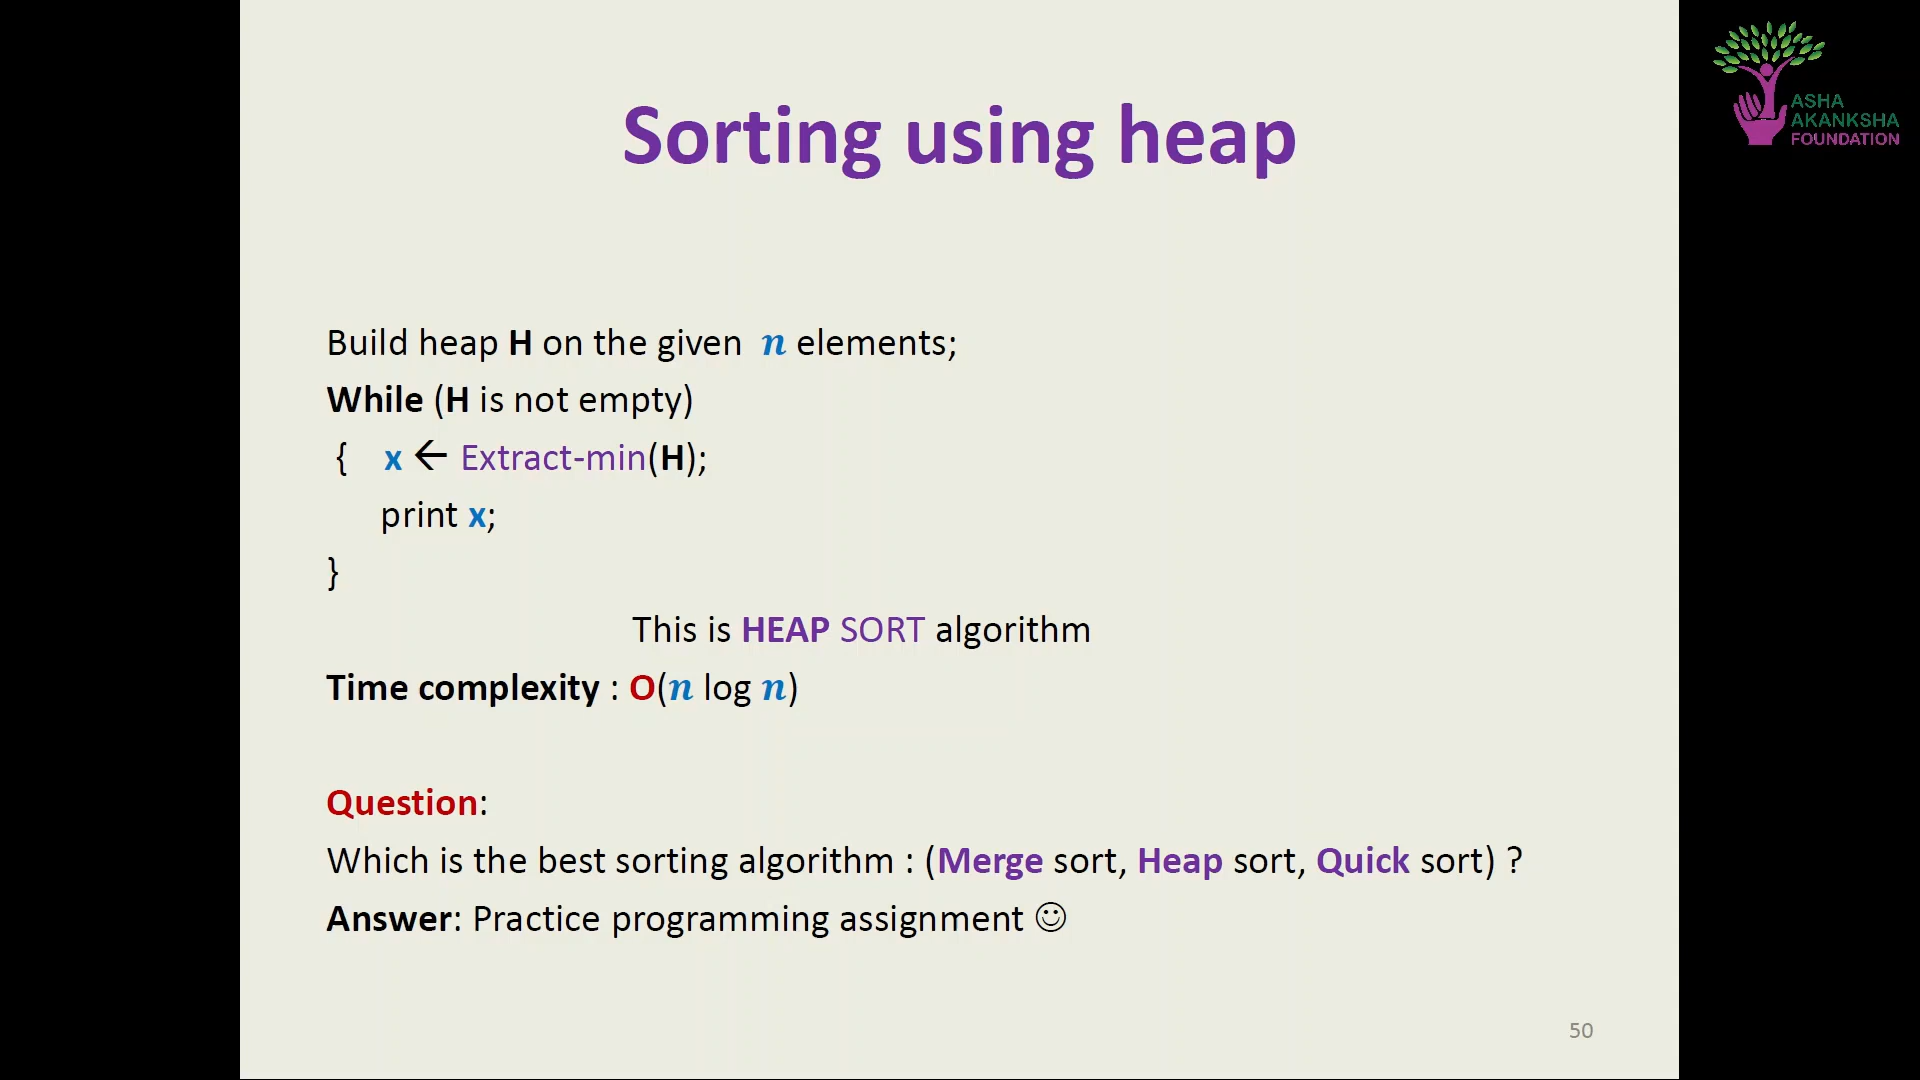 Sorting using heap
ASHA
AKANKSHA
FOUNDATION
Build heap H on the given n elements;
While (H is not empty)
{ x ← Extract-min(H);
print x;
}
This is HEAP SORT algorithm
Time complexity : O(n log n)
Question:
Which is the best sorting algorithm : (Merge sort, Heap sort, Quick sort) ?
Answer: Practice programming assignment ☺
50